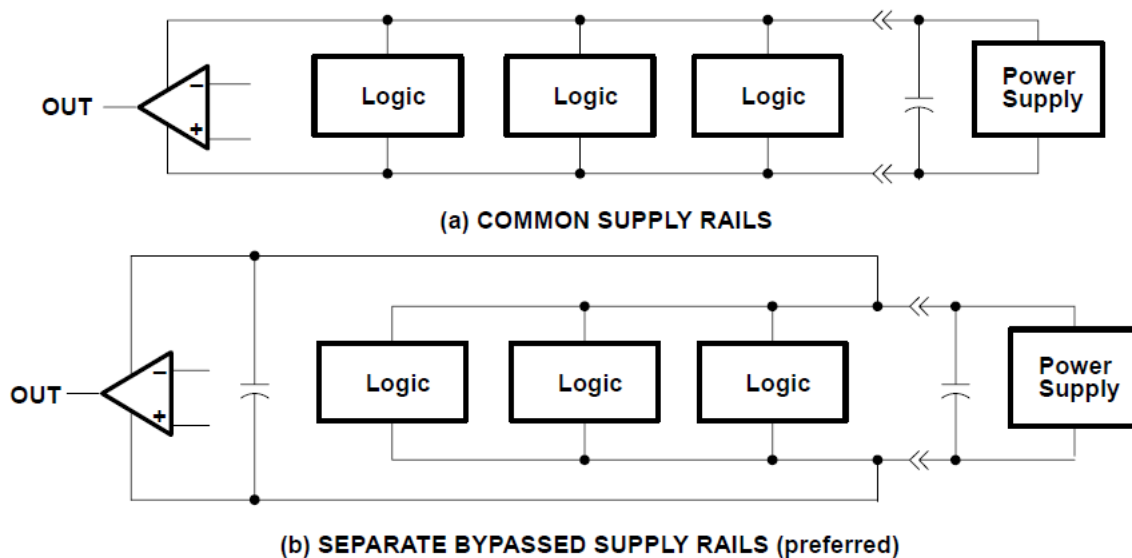 OUT
−
+
Logic
Logic
Logic
Power
Supply
(a) COMMON SUPPLY RAILS
OUT
−
+
Logic
Logic
Logic
Power
Supply
(b) SEPARATE BYPASSED SUPPLY RAILS (preferred)